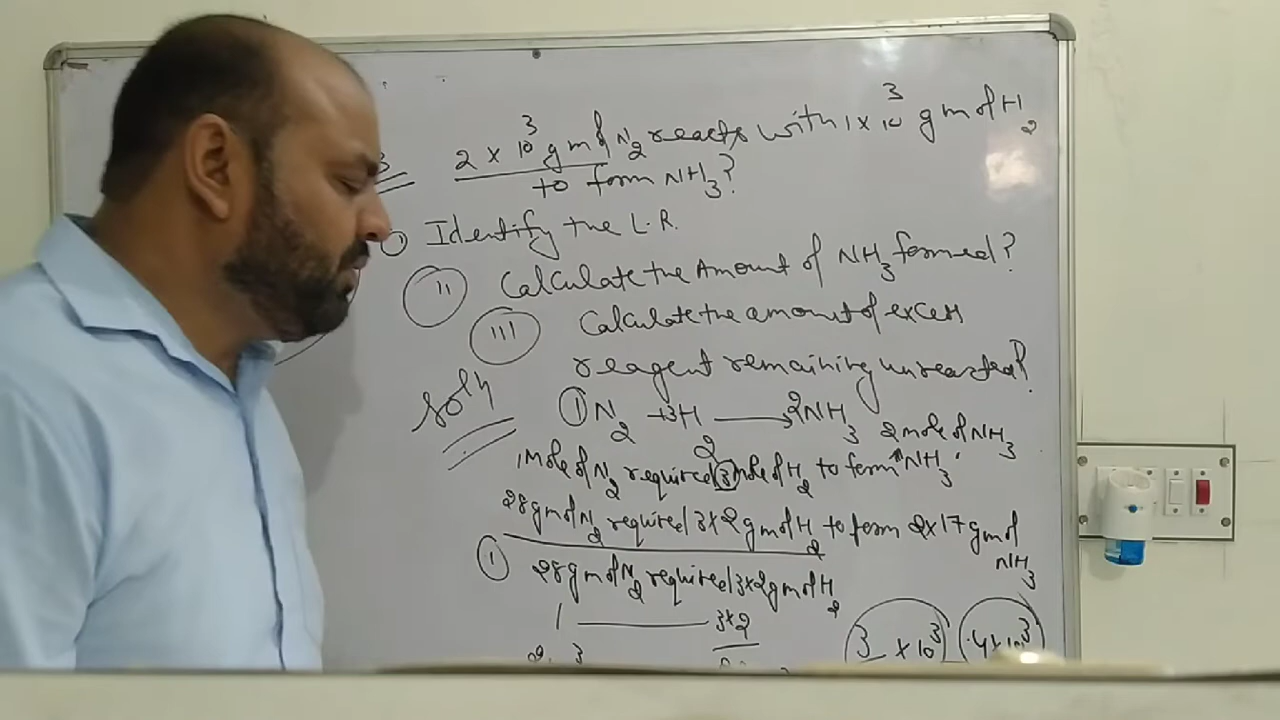 3 2 × 10³ gm of N₂ reacts with 1 × 10³ gm of H₂
to form NH₃?
Identify the L.R.
II Calculate the Amount of NH₃ formed?
III Calculate the amount of excess
reagent remaining unreacted?
Solⁿ
① N₂ + 3H₂ → 2NH₃
2 mole of NH₃
1 Mole of N₂ required 3 mole of H₂ to form NH₃.
28 gm of N₂ required 3×2 gm of H₂ to form 2×17 gm of NH₃
① 28 gm of N₂ required 3×2 gm of H₂
1 3×2
3 × 10³ .4×10³